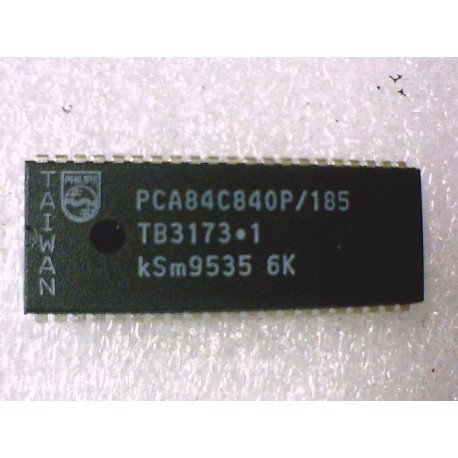 TAIWAN
PHILIPS
PCA84C840P/185
TB3173•1
kSm9535 6K